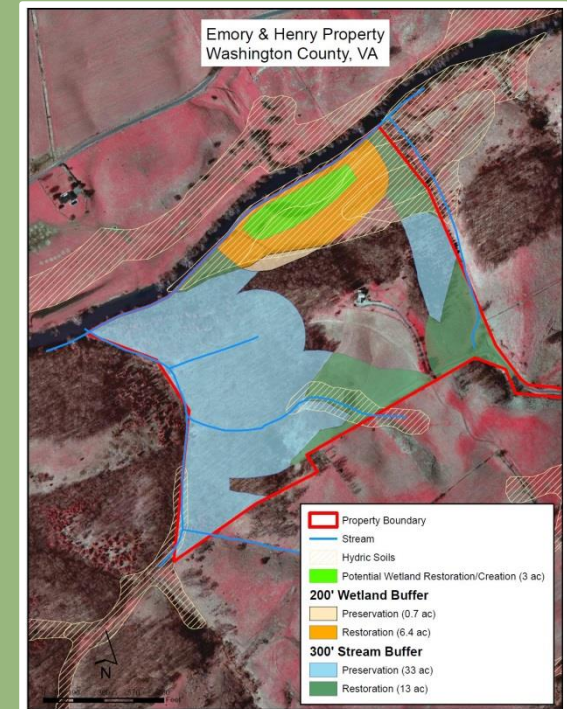 Emory & Henry Property
Washington County, VA
Property Boundary
Stream
Hydric Soils
Potential Wetland Restoration/Creation (3 ac)
200' Wetland Buffer
Preservation (0.7 ac)
Restoration (6.4 ac)
300' Stream Buffer
Preservation (33 ac)
Restoration (13 ac)
N
Feet